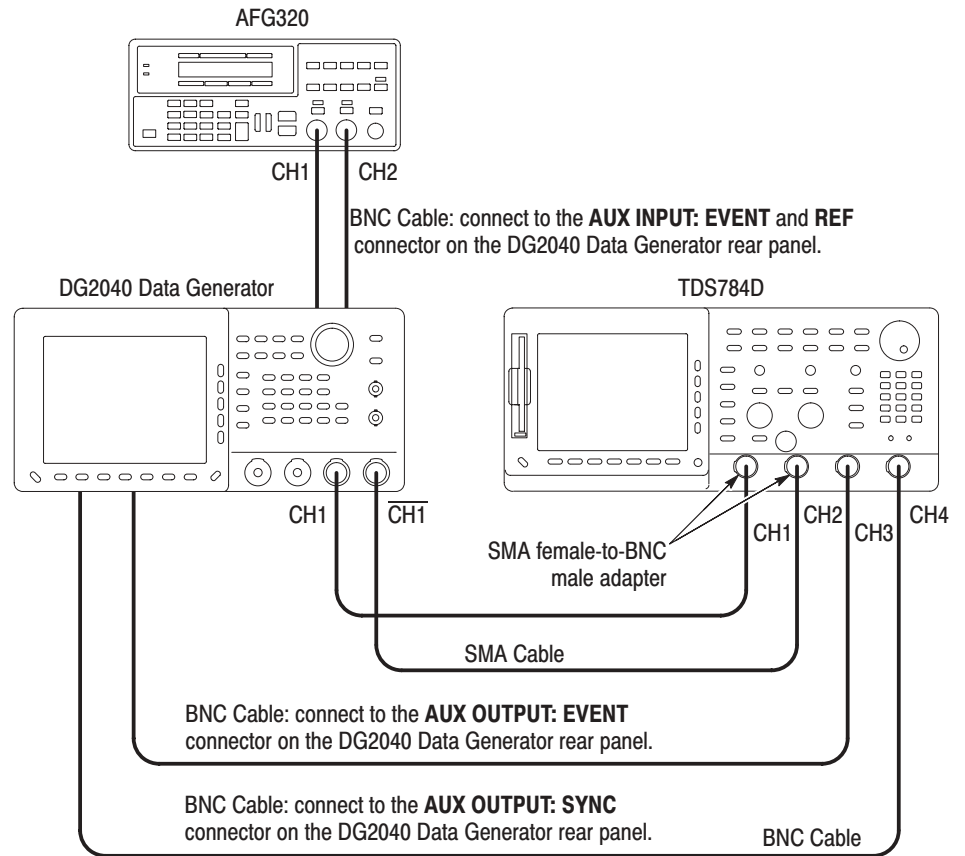 AFG320
CH1
CH2
BNC Cable: connect to the AUX INPUT: EVENT and REF
connector on the DG2040 Data Generator rear panel.
DG2040 Data Generator
TDS784D
CH1
CH1
SMA female-to-BNC
male adapter
CH1
CH2
CH3
CH4
SMA Cable
BNC Cable: connect to the AUX OUTPUT: EVENT
connector on the DG2040 Data Generator rear panel.
BNC Cable: connect to the AUX OUTPUT: SYNC
connector on the DG2040 Data Generator rear panel.
BNC Cable